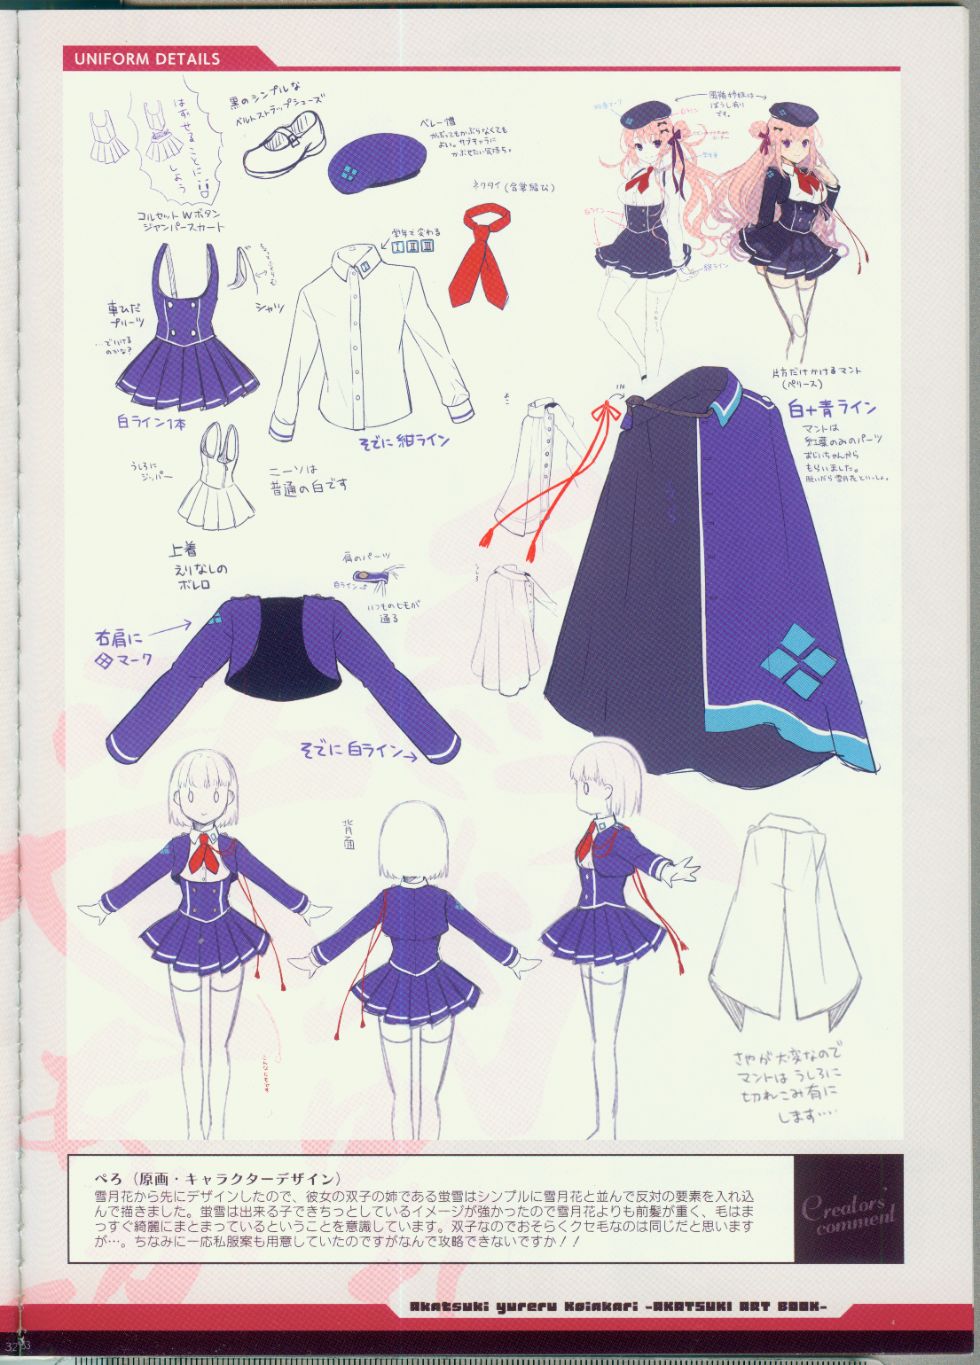 UNIFORM DETAILS
はずせることに
しよう
黒のシンプルな
ベルトストラップシューズ
ベレー帽
かぶってもかぶらなくても
よい。サブキャラに
かぶせたい気持ち。
ネクタイ
コルセットWボタン
ジャンパースカート
学年で変わる
I II III
シャツ
車ひだ
プリーツ
白ライン1本
そでに紺ライン
うしろに
ジッパー
ニーソは
普通の白です
上着
えりなしの
ボレロ
肩のパーツ
白ライン
いつものヒモが
通る
右肩に
マーク
そでに白ライン→
ぼうし有り
です。
紺ライン
IN
片方だけかけるマント
(ペリース)
白+青ライン
マントは
紅葉のみのパーツ
おじいちゃんから
もらいました。
背面
さやが大変なので
マントはうしろに
切れこみ有に
します…
ぺろ（原画・キャラクターデザイン）
雪月花から先にデザインしたので、彼女の双子の姉である蛍雪はシンプルに雪月花と並んで反対の要素を入れ込
んで描きました。蛍雪は出来る子できちっとしているイメージが強かったので雪月花よりも前髪が重く、毛はま
っすぐ綺麗にまとまっているということを意識しています。双子なのでおそらくクセ毛なのは同じだと思います
が…。ちなみに一応私服案も用意していたのですがなんで攻略できないですか！！
Creators'
comment
Akatsuki yureru Koiakari -AKATSUKI ART BOOK-
32
33